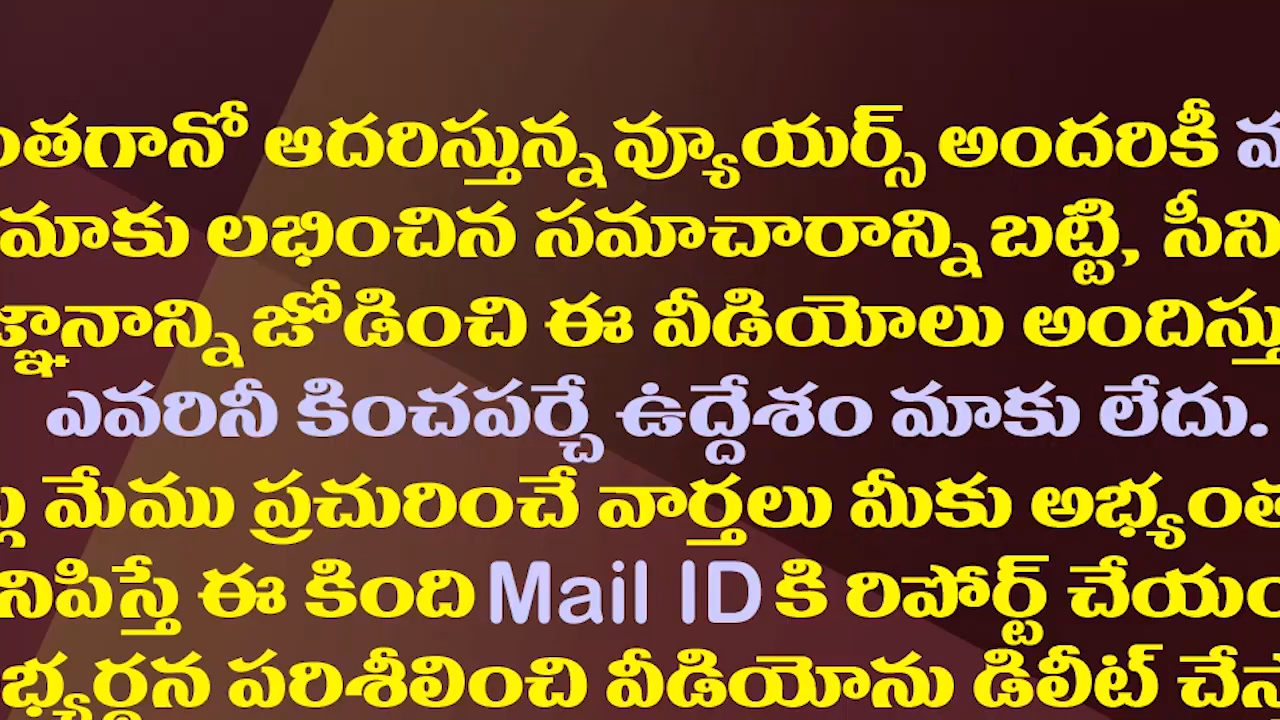 ంతగానో ఆదరిస్తున్న వ్యూయర్స్ అందరికీ
మాకు లభించిన సమాచారాన్ని బట్టి, సీని
జ్ఞానాన్ని జోడించి ఈ వీడియోలు అందిస్తు
ఎవరినీ కించపర్చే ఉద్దేశం మాకు లేదు.
మేము ప్రచురించే వార్తలు మీకు అభ్యంత
నిపిస్తే ఈ కింది Mail ID కి రిపోర్ట్ చేయం
భ్యర్ధన పరిశీలించి వీడియోను డిలీట్ చే